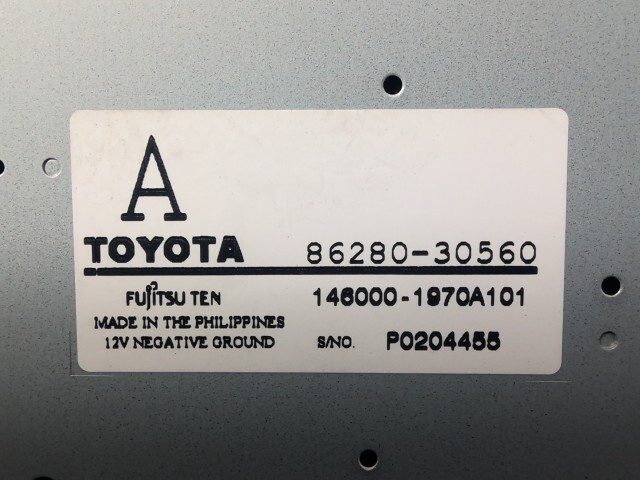 A
TOYOTA 86280-30560
FUJITSU TEN 146000-1970A101
MADE IN THE PHILIPPINES
12V NEGATIVE GROUND S/NO. P0204455